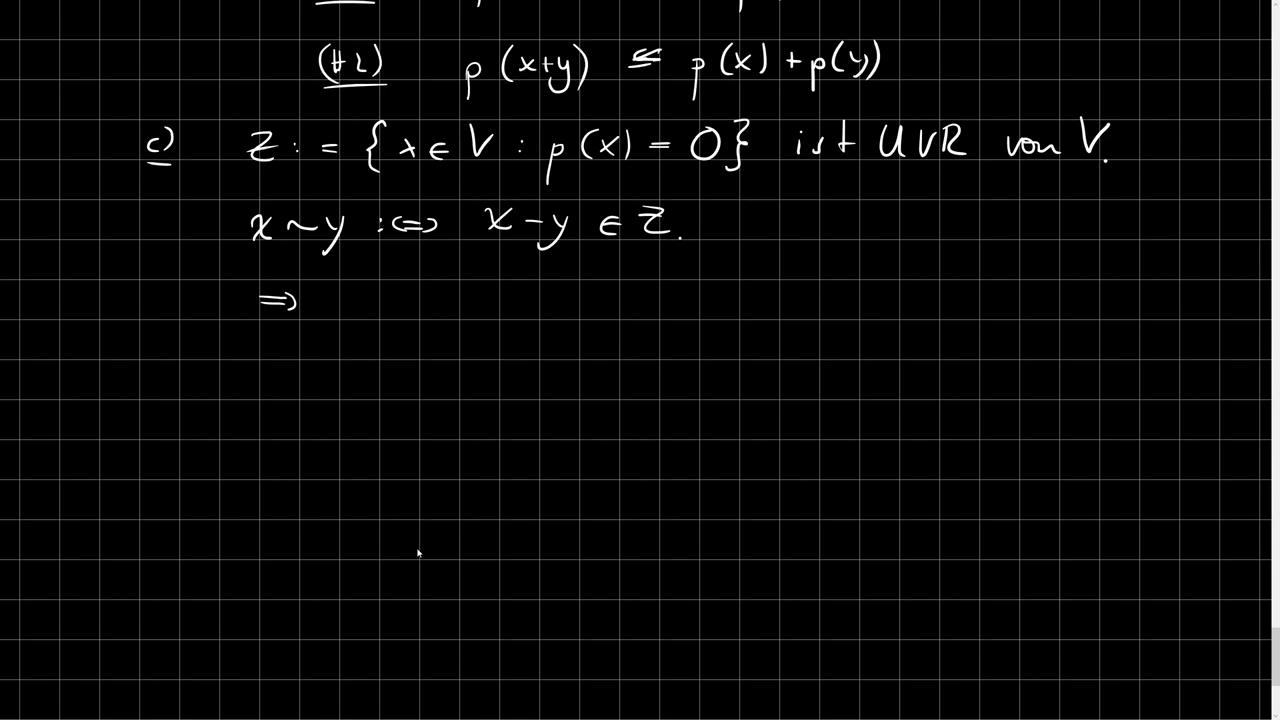 (H2) p(x+y) ≤ p(x) + p(y)
c) Z := {x ∈ V : p(x) = 0} ist UVR von V.
x ~ y :⇔ x - y ∈ Z.
⇒